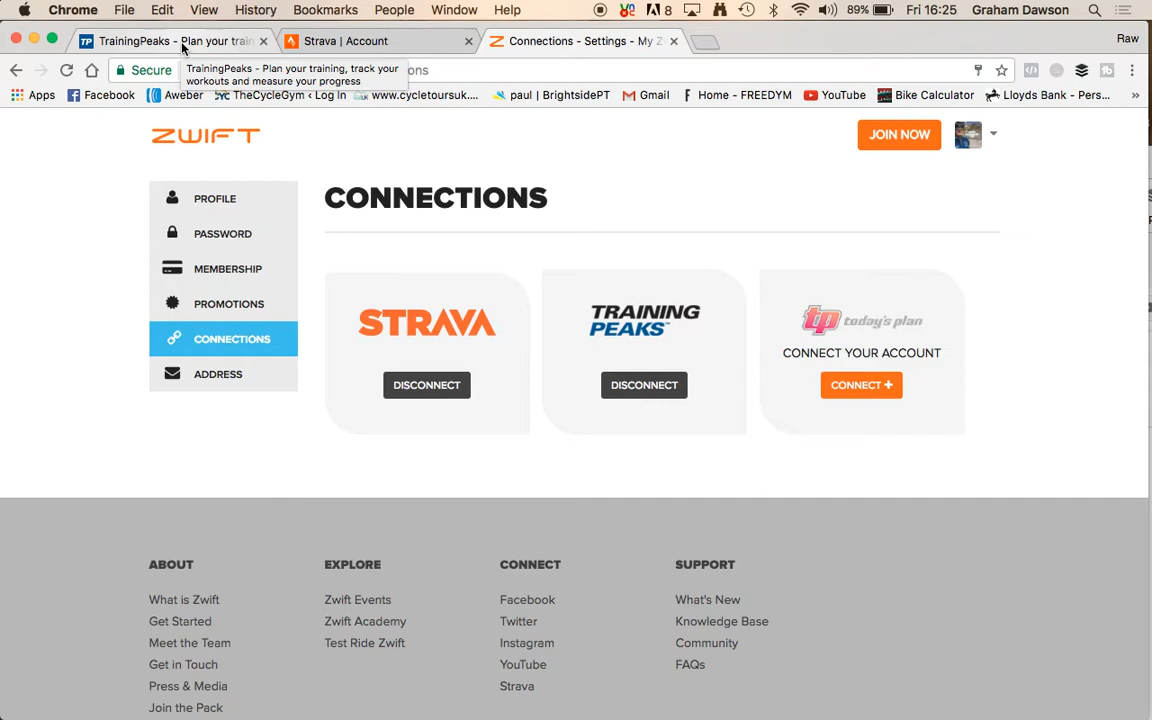 Chrome File Edit View History Bookmarks People Window Help 8 89% Fri 16:25 Graham Dawson
TP TrainingPeaks - Plan your train Strava | Account Connections - Settings - My Z Raw
Secure ons
TrainingPeaks - Plan your training, track your
workouts and measure your progress
Apps Facebook Aweber TheCycleGym ‹ Log In www.cycletoursuk.... paul | BrightsidePT Gmail Home - FREEDYM YouTube Bike Calculator Lloyds Bank - Pers... »
ZWIFT JOIN NOW
PROFILE
PASSWORD
MEMBERSHIP
PROMOTIONS
CONNECTIONS
ADDRESS
CONNECTIONS
STRAVA
DISCONNECT
TRAINING
PEAKS
DISCONNECT
tp today's plan
CONNECT YOUR ACCOUNT
CONNECT +
ABOUT
What is Zwift
Get Started
Meet the Team
Get in Touch
Press & Media
Join the Pack
EXPLORE
Zwift Events
Zwift Academy
Test Ride Zwift
CONNECT
Facebook
Twitter
Instagram
YouTube
Strava
SUPPORT
What's New
Knowledge Base
Community
FAQs